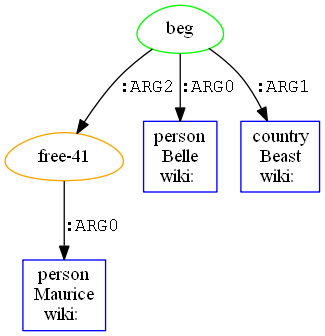 beg
:ARG2
:ARG0
:ARG1
free-41
person
Belle
wiki:
country
Beast
wiki:
:ARG0
person
Maurice
wiki: